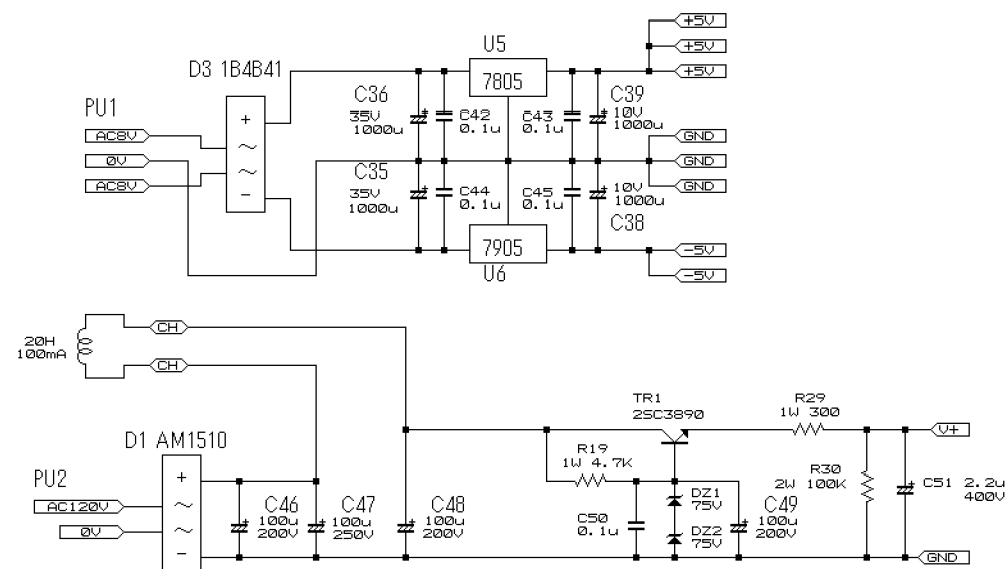 +5V
+5V
+5V
U5
7805
D3 1B4B41
PU1
AC8V
0V
AC8V
+
~
~
-
C36
35V
1000u
C42
0.1u
C43
0.1u
C39
10V
1000u
GND
GND
GND
C35
35V
1000u
C44
0.1u
C45
0.1u
10V
1000u
C38
7905
U6
-5V
-5V
20H
100mA
CH
CH
TR1
2SC3890
R29
1W 300
V+
D1 AM1510
PU2
AC120V
0V
+
~
~
-
C46
100u
200V
C47
100u
250V
C48
100u
200V
R19
1W 4.7K
C50
0.1u
DZ1
75V
DZ2
75V
C49
100u
200V
R30
2W 100K
C51 2.2u
400V
GND